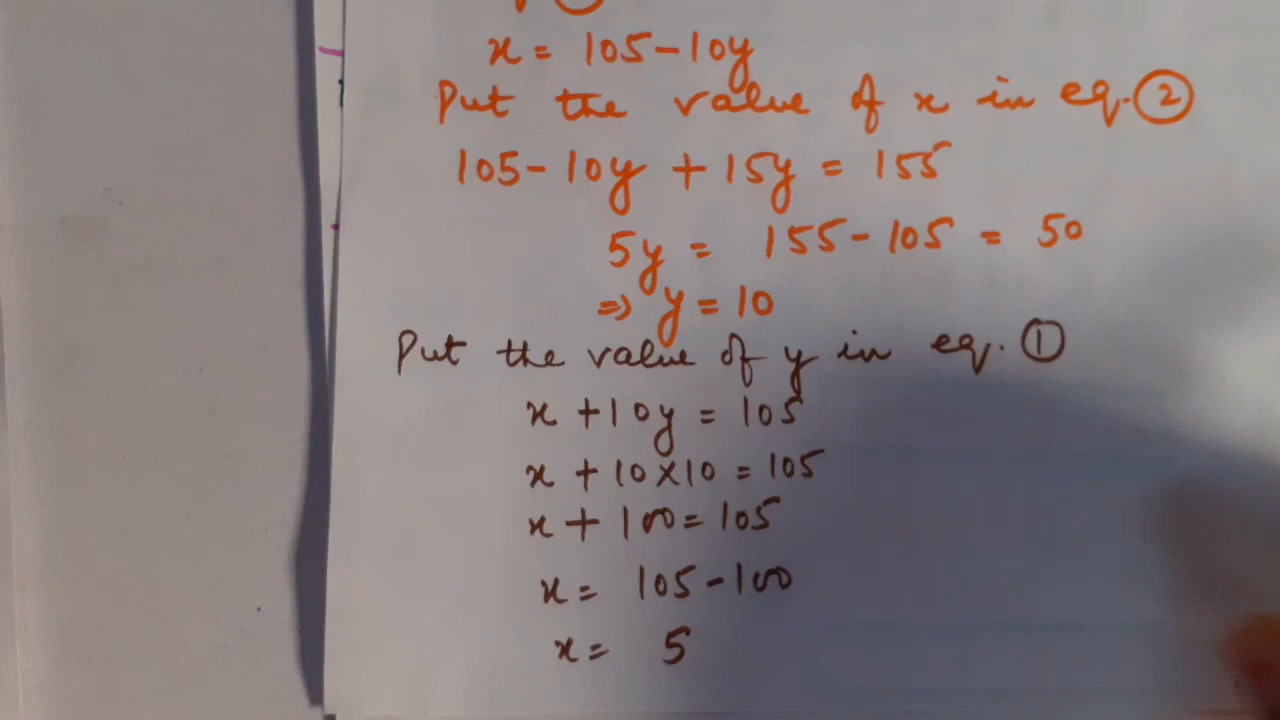 x = 105-10y
Put the value of x in eq. ②
105-10y + 15y = 155
5y = 155-105 = 50
⇒ y = 10
Put the value of y in eq. ①
x +10y = 105
x + 10×10 = 105
x + 100 = 105
x = 105-100
x = 5